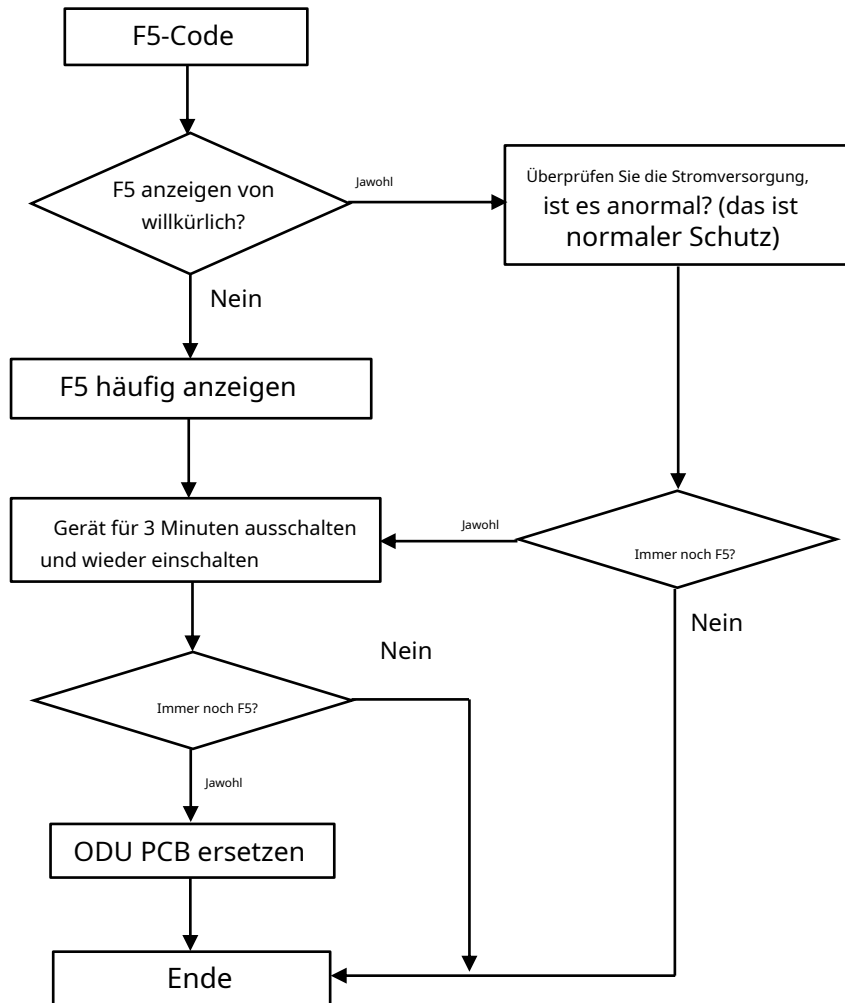 F5-Code
F5 anzeigen von
willkürlich?
Jawohl
Überprüfen Sie die Stromversorgung,
ist es anormal? (das ist
normaler Schutz)
Nein
F5 häufig anzeigen
Gerät für 3 Minuten ausschalten
und wieder einschalten
Jawohl
Immer noch F5?
Nein
Nein
Immer noch F5?
Jawohl
ODU PCB ersetzen
Ende